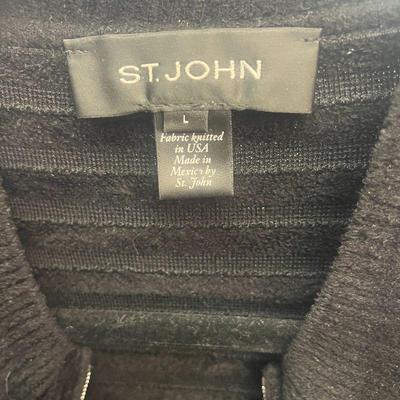 ST. JOHN
L
Fabric knitted
in USA
Made in
Mexico by
St. John